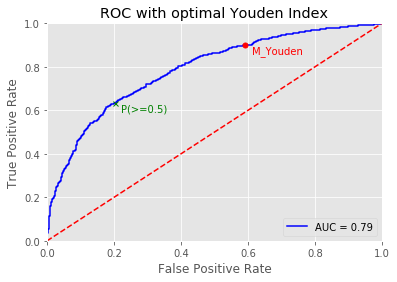 ROC with optimal Youden Index
True Positive Rate
1.0
0.8
0.6
0.4
0.2
0.0
M_Youden
P(>=0.5)
AUC = 0.79
0.0 0.2 0.4 0.6 0.8 1.0
False Positive Rate